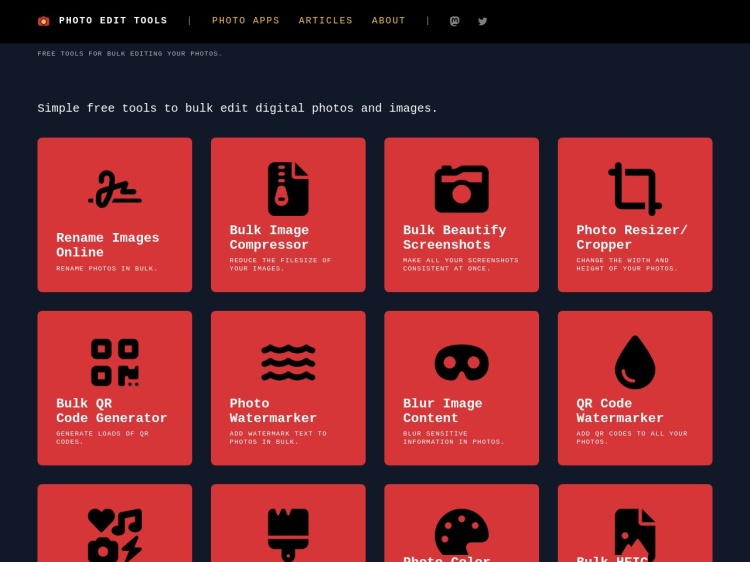 PHOTO EDIT TOOLS | PHOTO APPS ARTICLES ABOUT |
FREE TOOLS FOR BULK EDITING YOUR PHOTOS.
Simple free tools to bulk edit digital photos and images.
Rename Images
Online
RENAME PHOTOS IN BULK.
Bulk Image
Compressor
REDUCE THE FILESIZE OF
YOUR IMAGES.
Bulk Beautify
Screenshots
MAKE ALL YOUR SCREENSHOTS
CONSISTENT AT ONCE.
Photo Resizer/
Cropper
CHANGE THE WIDTH AND
HEIGHT OF YOUR PHOTOS.
Bulk QR
Code Generator
GENERATE LOADS OF QR
CODES.
Photo
Watermarker
ADD WATERMARK TEXT TO
PHOTOS IN BULK.
Blur Image
Content
BLUR SENSITIVE
INFORMATION IN PHOTOS.
QR Code
Watermarker
ADD QR CODES TO ALL YOUR
PHOTOS.
Photo Color
Bulk HEIC